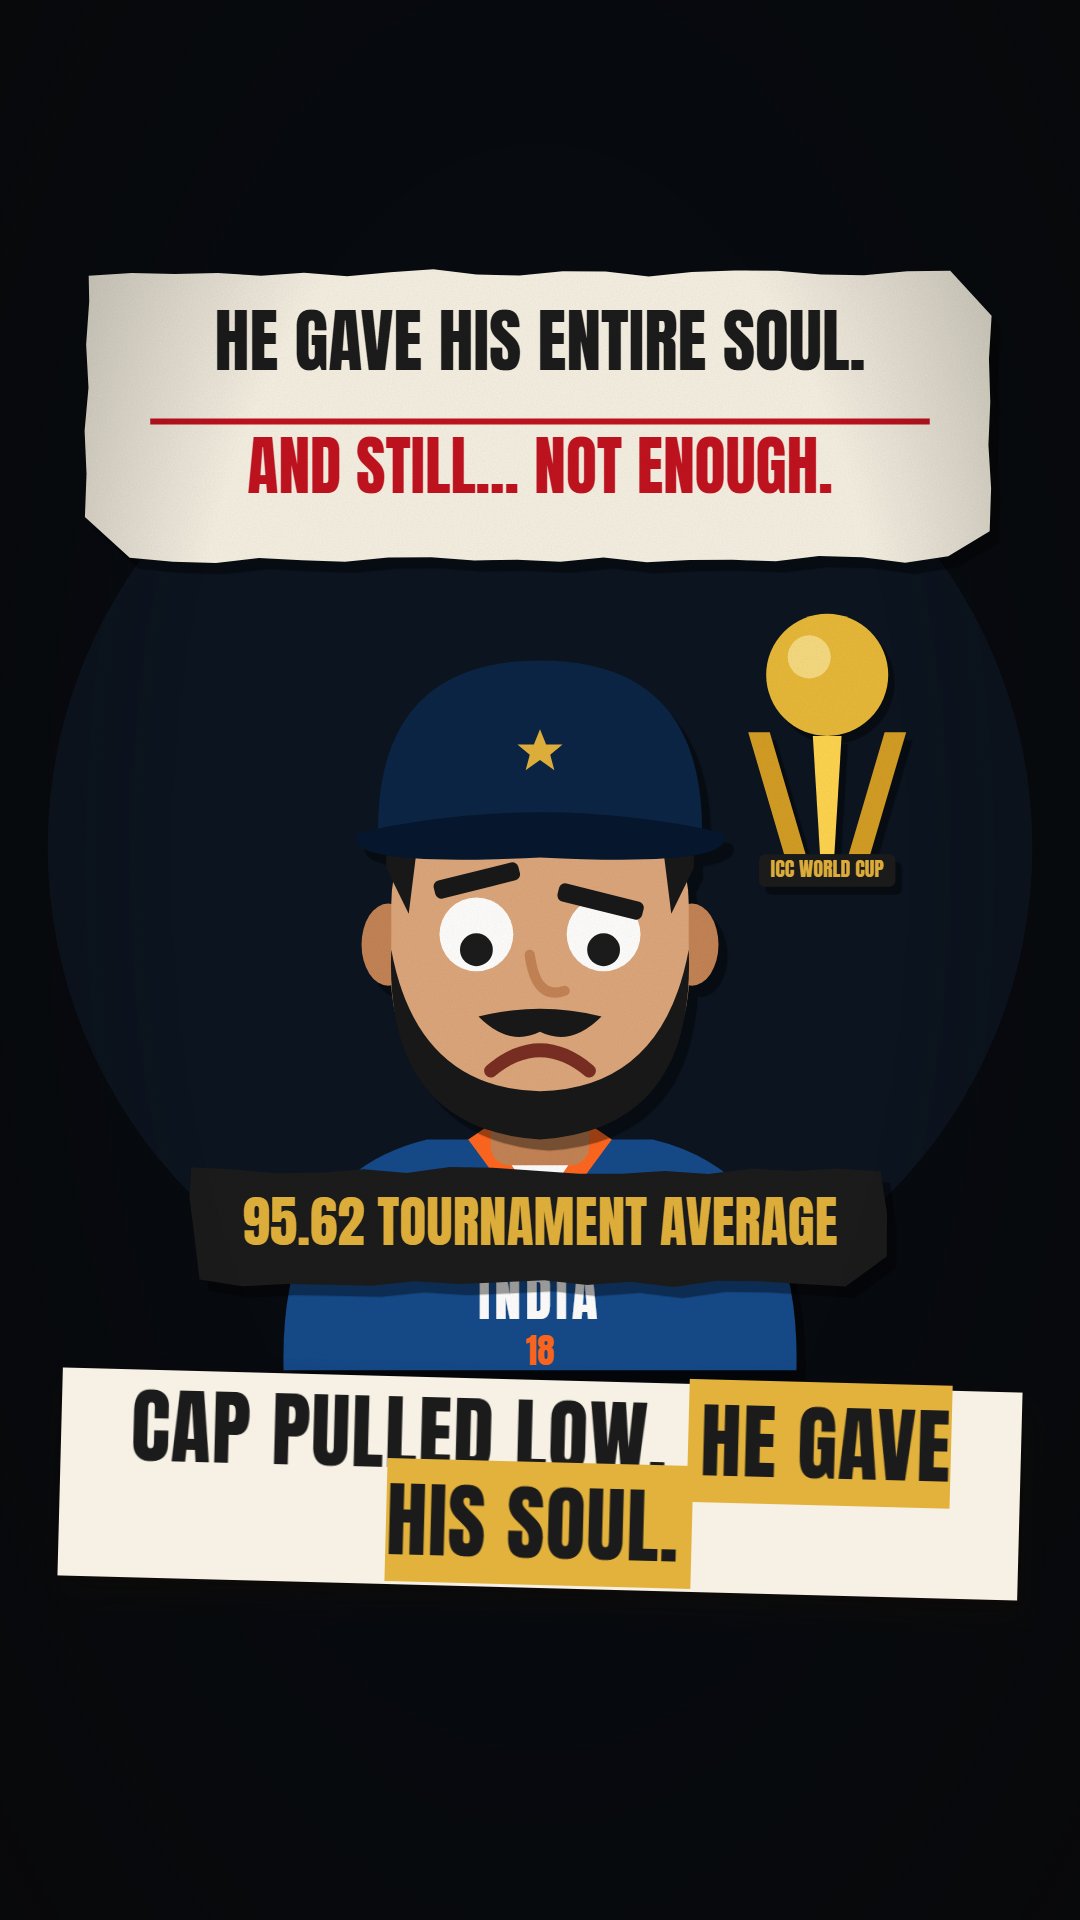 HE GAVE HIS ENTIRE SOUL.
AND STILL... NOT ENOUGH.
ICC WORLD CUP
95.62 TOURNAMENT AVERAGE
INDIA
18
CAP PULLED LOW. HE GAVE
HIS SOUL.